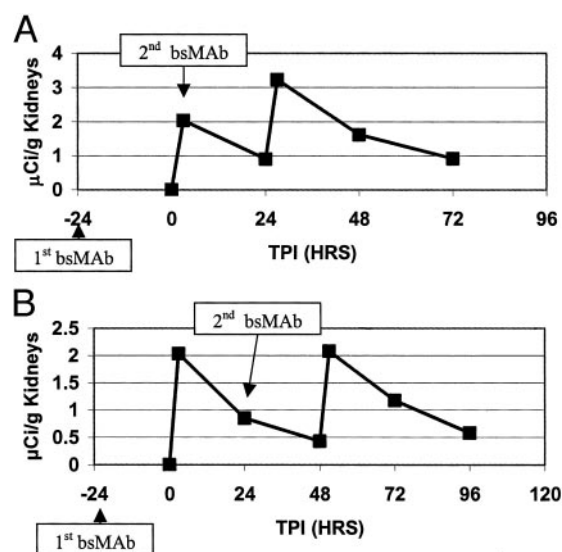 A
2nd bsMAb
µCi/g Kidneys
4
3
2
1
0
-24 0 24 48 72 96
TPI (HRS)
1st bsMAb
B
2nd bsMAb
µCi/g Kidneys
2.5
2
1.5
1
0.5
0
-24 0 24 48 72 96 120
TPI (HRS)
1st bsMAb